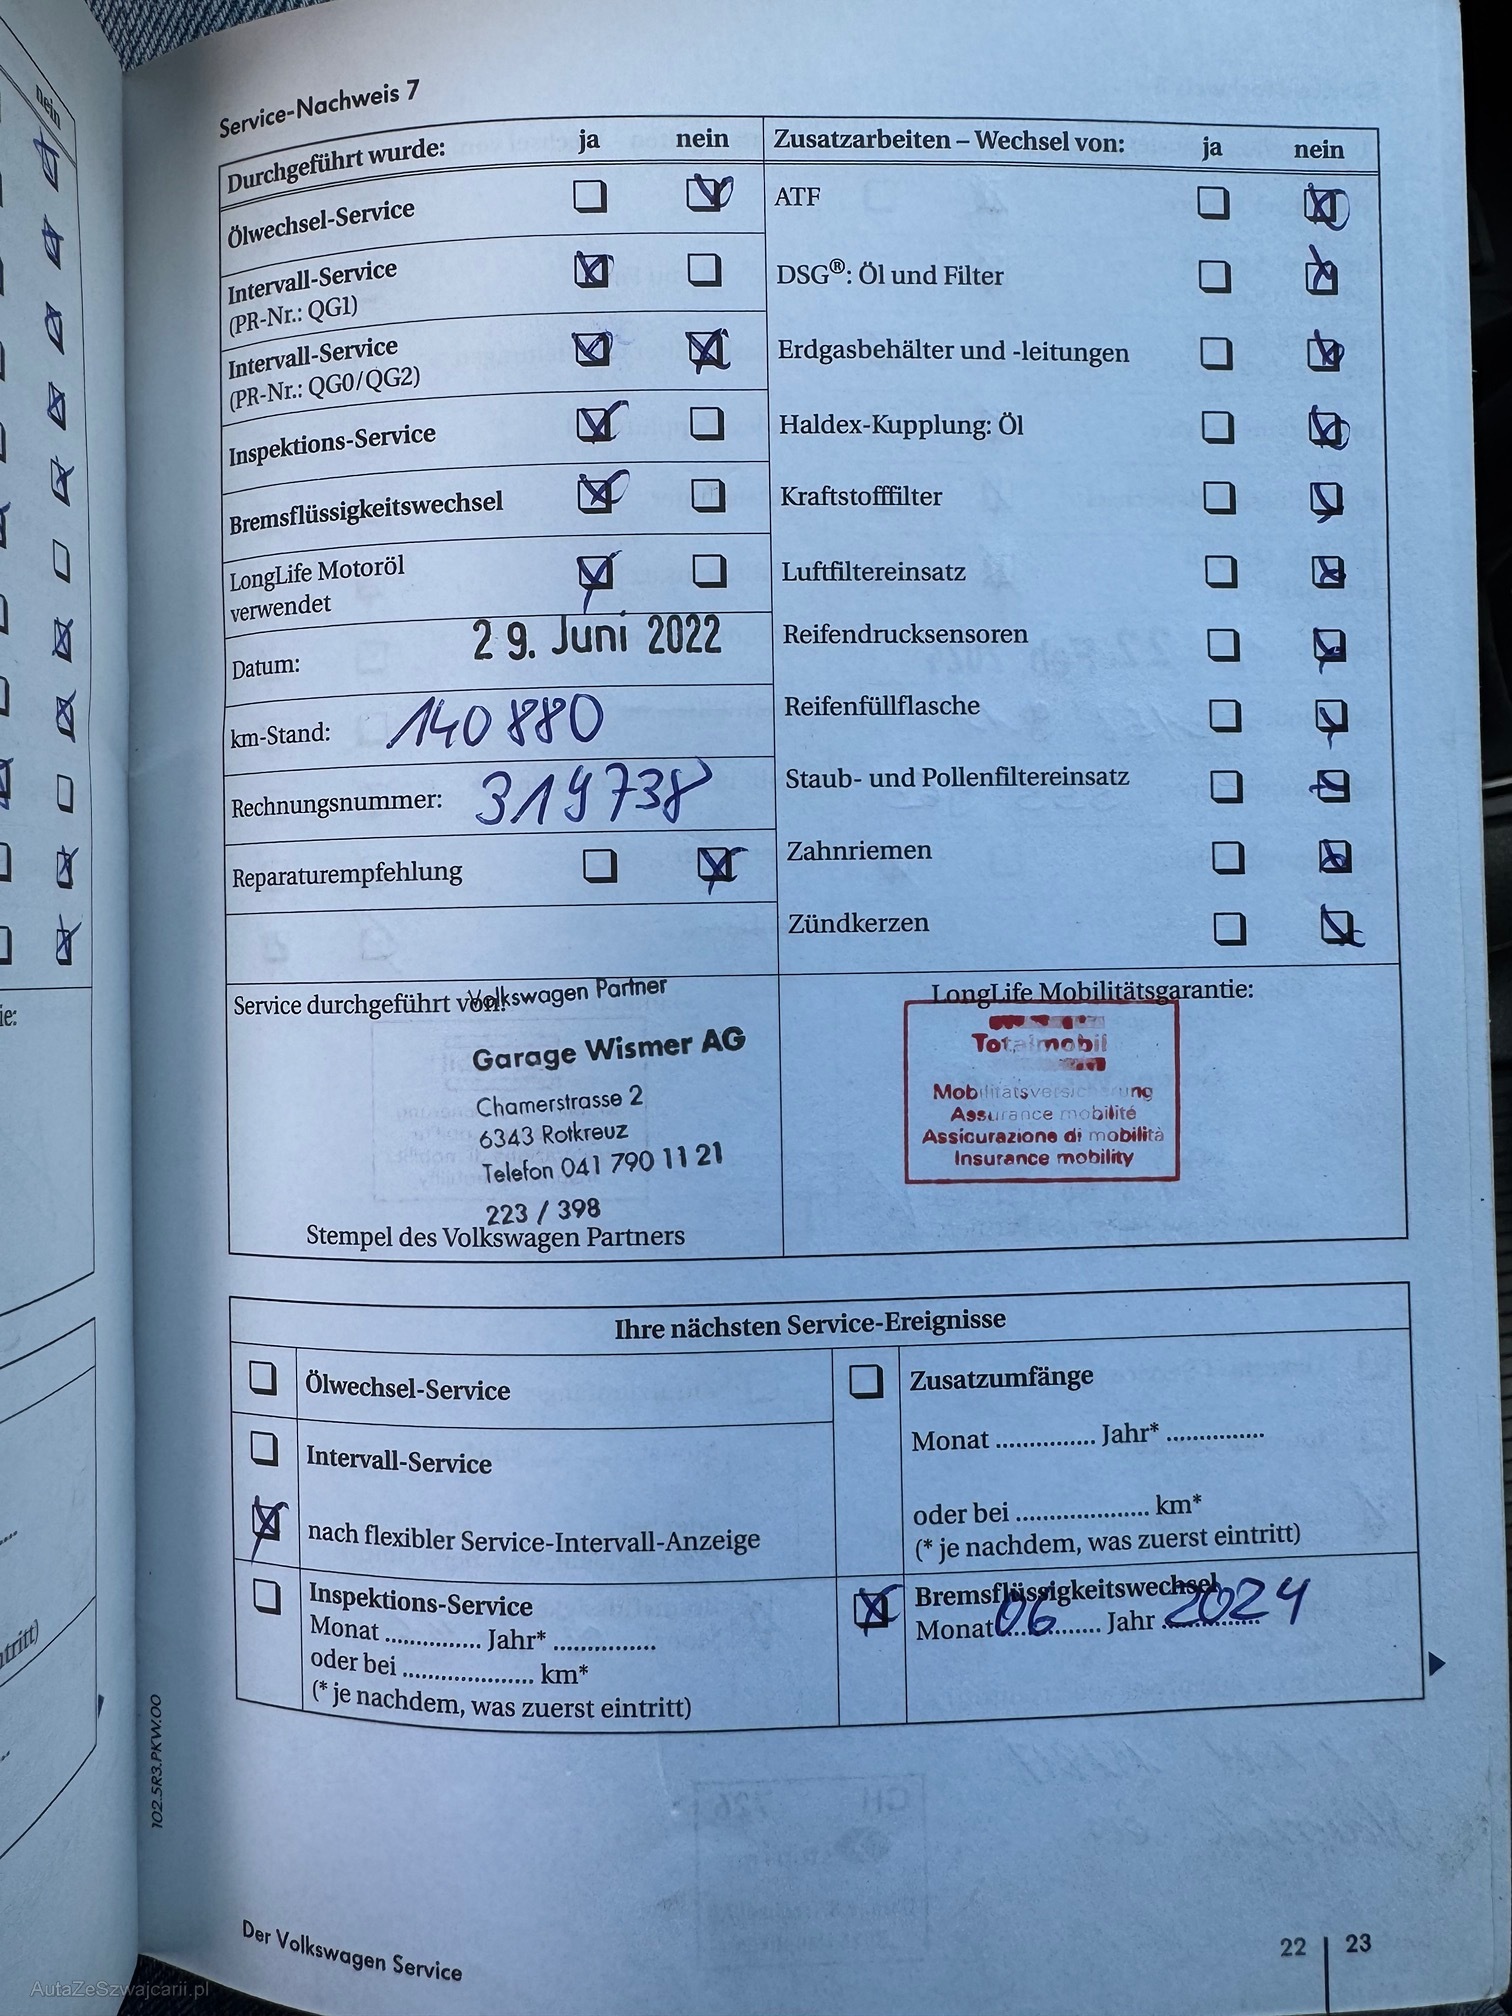 nein
Service-Nachweis 7
Durchgeführt wurde: ja nein
Ölwechsel-Service
Intervall-Service
(PR-Nr.: QG1)
Intervall-Service
(PR-Nr.: QG0/QG2)
Inspektions-Service
Bremsflüssigkeitswechsel
LongLife Motoröl
verwendet
Datum: 29. Juni 2022
km-Stand: 140880
Rechnungsnummer: 319738
Reparaturempfehlung
Zusatzarbeiten – Wechsel von: ja nein
ATF
DSG®: Öl und Filter
Erdgasbehälter und -leitungen
Haldex-Kupplung: Öl
Kraftstofffilter
Luftfiltereinsatz
Reifendrucksensoren
Reifenfüllflasche
Staub- und Pollenfiltereinsatz
Zahnriemen
Zündkerzen
Service durchgeführt von:
Volkswagen Partner
Garage Wismer AG
Chamerstrasse 2
6343 Rotkreuz
Telefon 041 790 11 21
223 / 398
Stempel des Volkswagen Partners
LongLife Mobilitätsgarantie:
Totalmobil
Mobilitätsversicherung
Assurance mobilité
Assicurazione di mobilità
Insurance mobility
Ihre nächsten Service-Ereignisse
Ölwechsel-Service
Intervall-Service
nach flexibler Service-Intervall-Anzeige
Inspektions-Service
Monat ............... Jahr* ...............
oder bei .................... km*
(* je nachdem, was zuerst eintritt)
Zusatzumfänge
Monat ............... Jahr* ...............
oder bei .................... km*
(* je nachdem, was zuerst eintritt)
Bremsflüssigkeitswechsel
Monat 06 Jahr 2024
102.5R3.PKW.00
Der Volkswagen Service
22 | 23
AutaZeSzwajcarii.pl